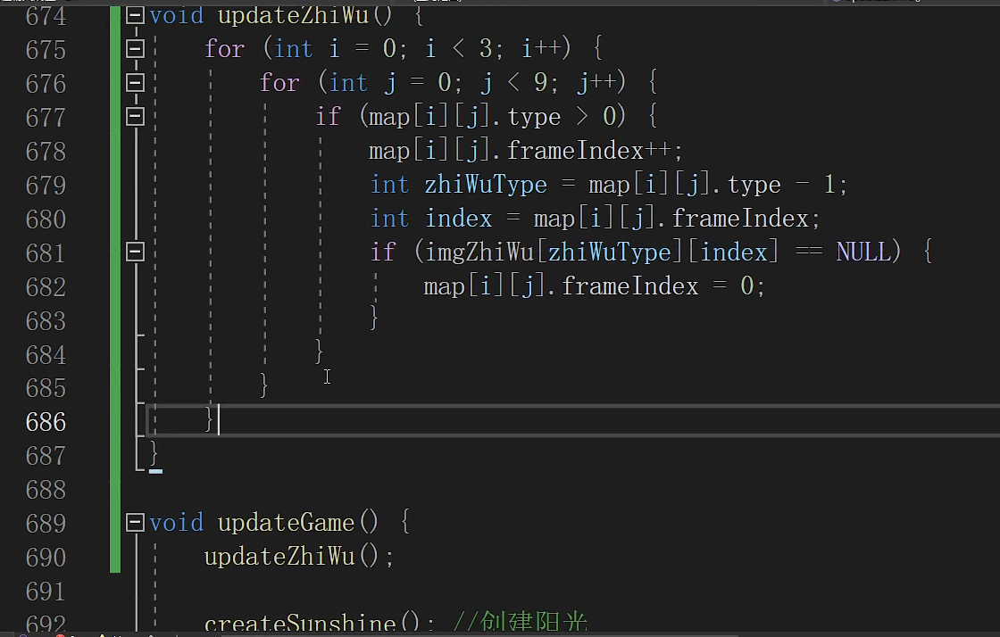 674 void updateZhiWu() {
675 for (int i = 0; i < 3; i++) {
676 for (int j = 0; j < 9; j++) {
677 if (map[i][j].type > 0) {
678 map[i][j].frameIndex++;
679 int zhiWuType = map[i][j].type - 1;
680 int index = map[i][j].frameIndex;
681 if (imgZhiWu[zhiWuType][index] == NULL) {
682 map[i][j].frameIndex = 0;
683 }
684 }
685 }
686 }
687 }
688
689 void updateGame() {
690 updateZhiWu();
691
692 createSunshine(); //创建阳光